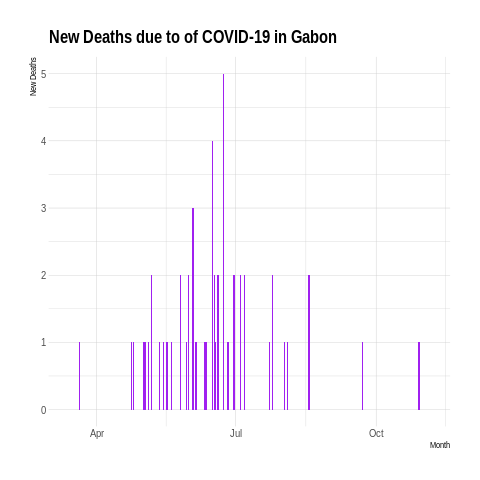 New Deaths due to of COVID-19 in Gabon
New Deaths
5
4
3
2
1
0
Apr
Jul
Oct
Month